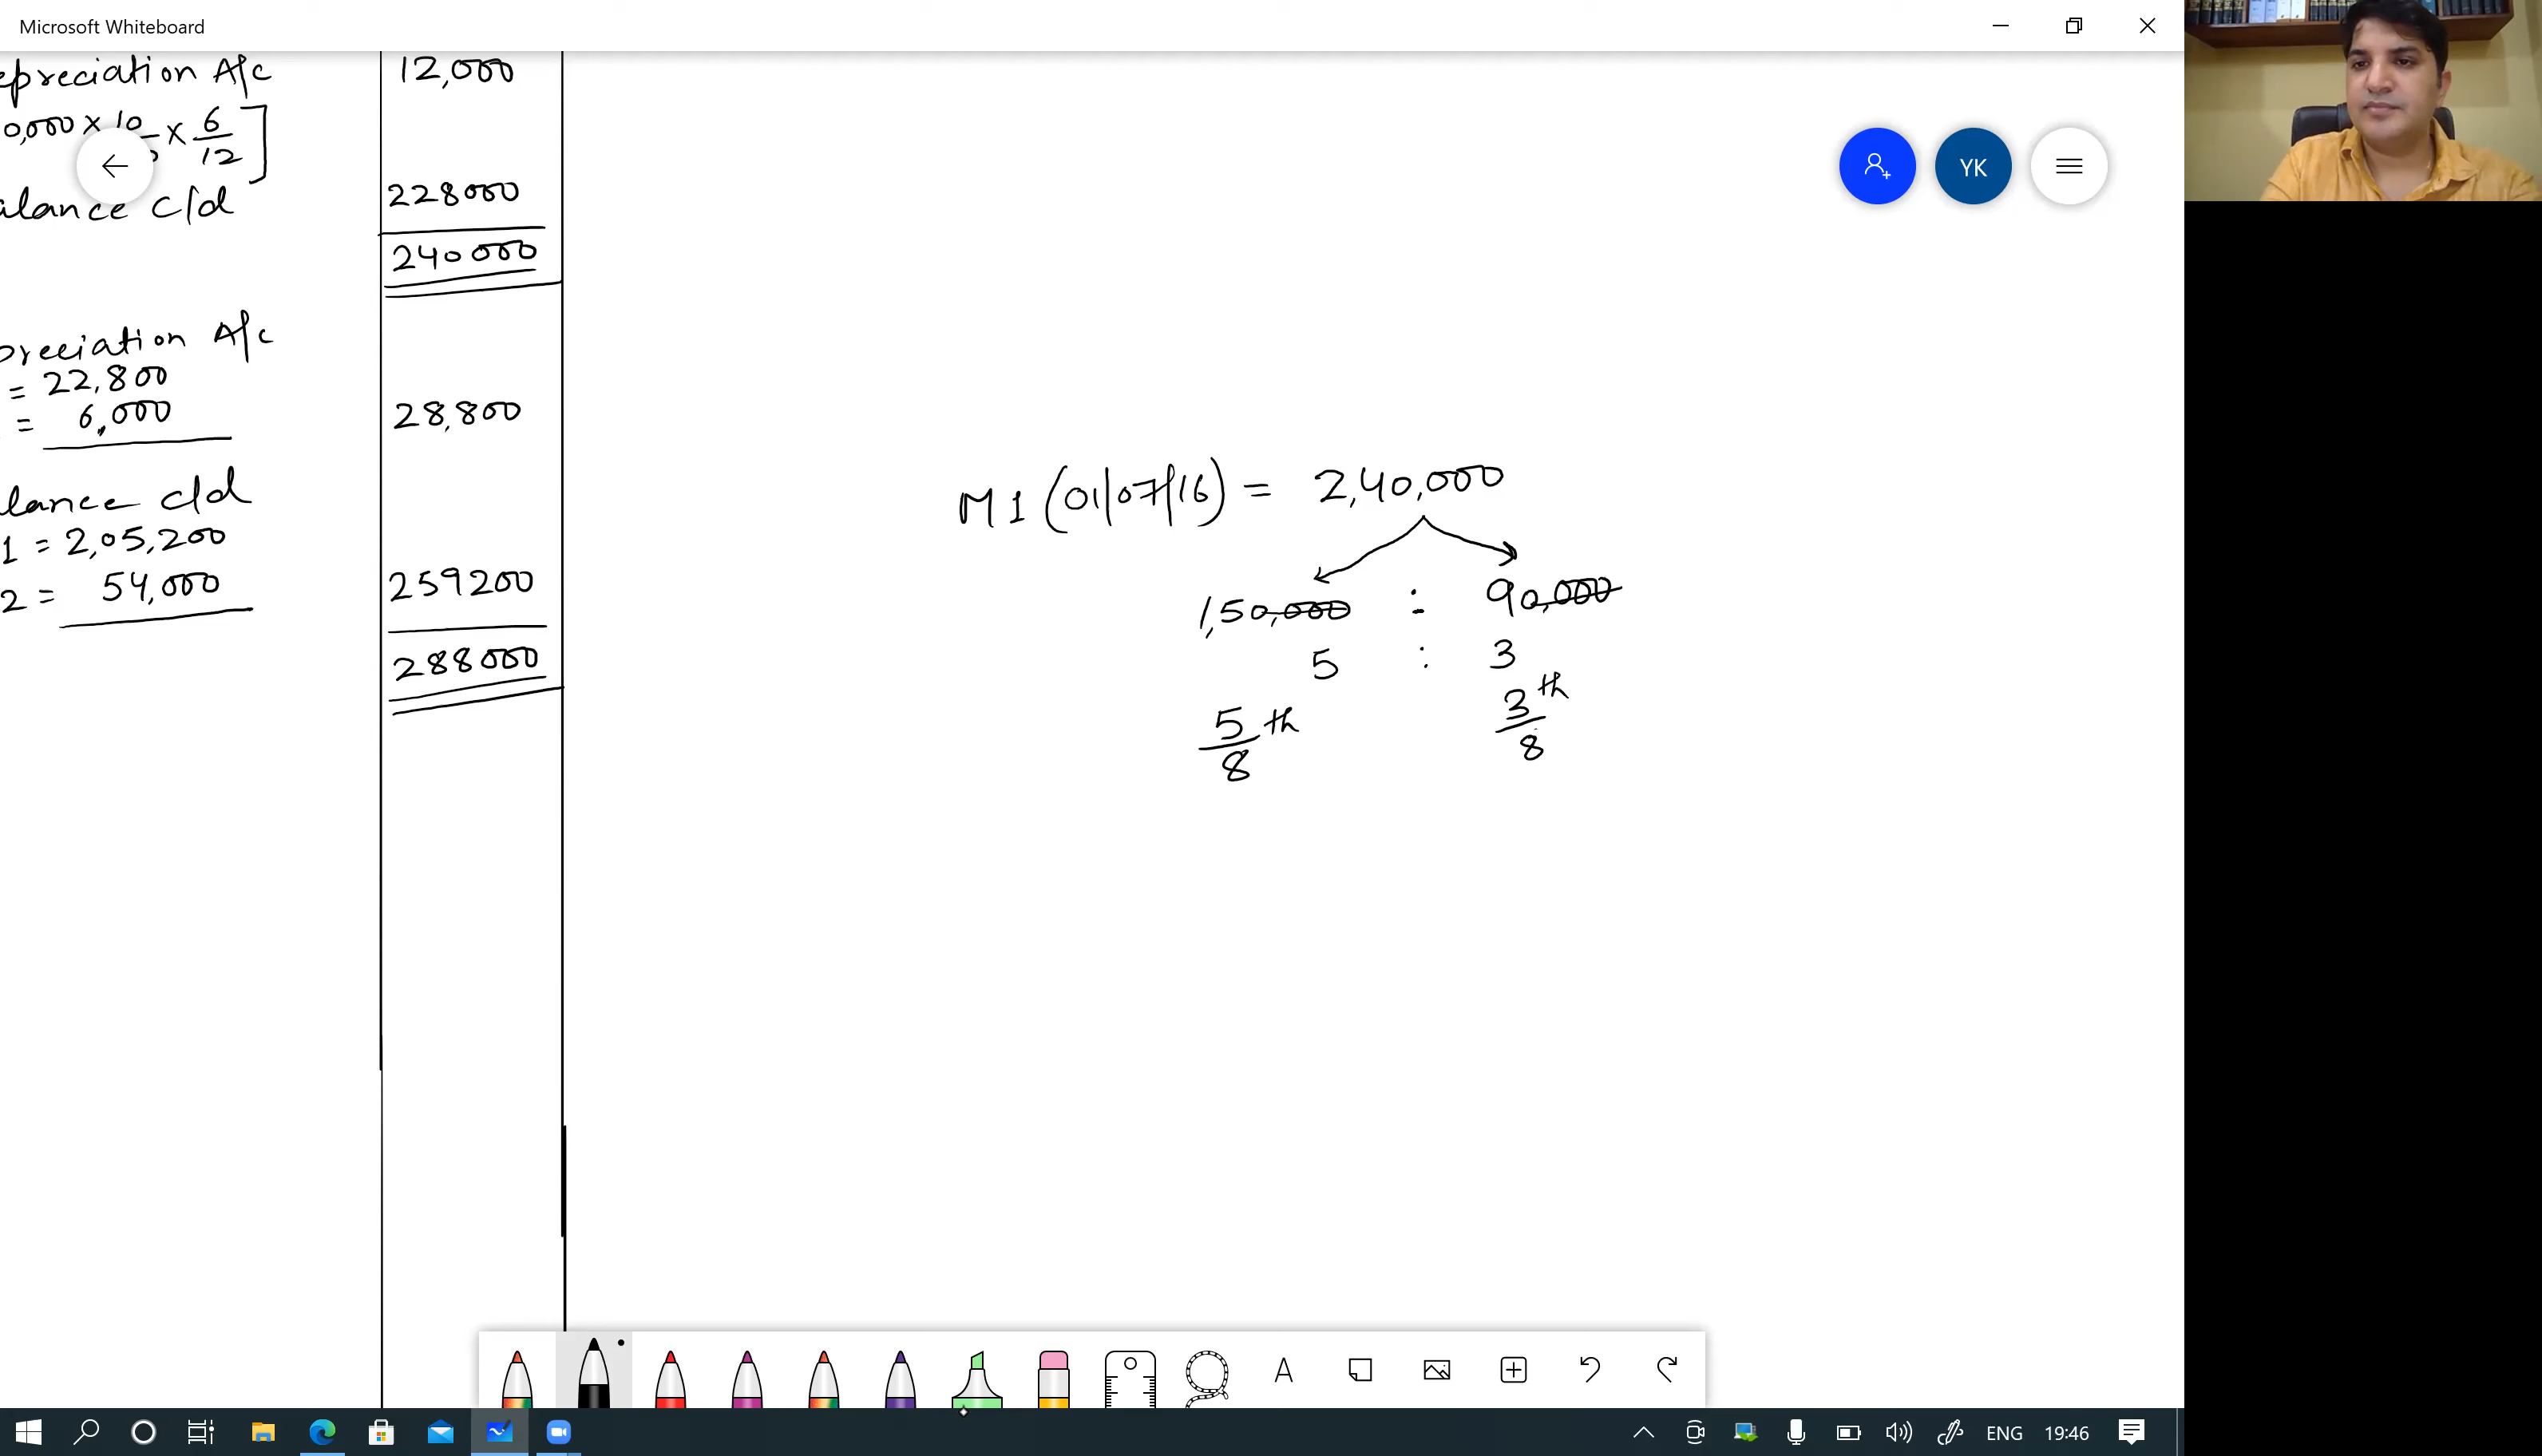 Microsoft Whiteboard
epreciation A/c 12,000
0,000 × 10 × 6/12]
alance c/d 228000
240000
preciation A/c
= 22,800
= 6,000 28,800
lance c/d
1 = 2,05,200
2 = 54,000 259200
288000
YK
M1 (01/07/16) = 2,40,000
1,50,000 : 90,000
5 : 3
5/8 th 3/8 th
A
ENG 19:46